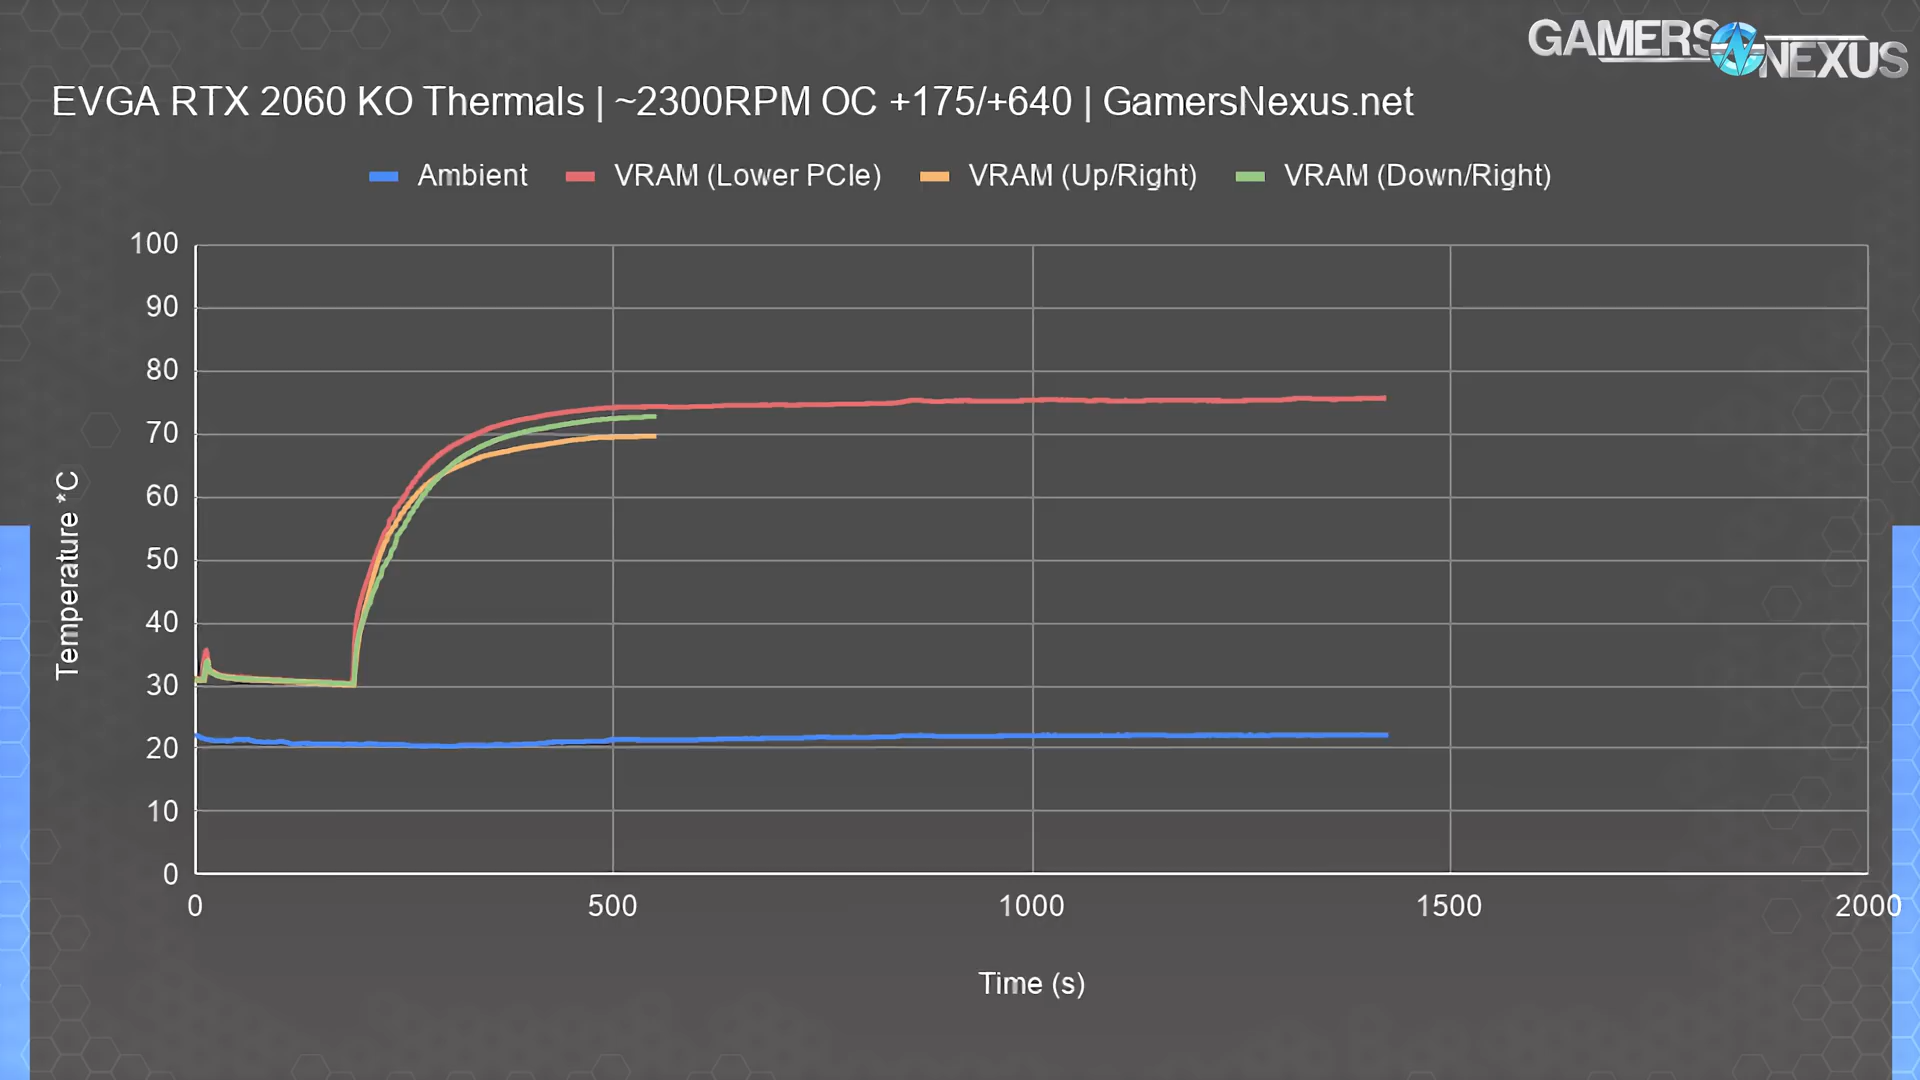 GAMERS NEXUS
EVGA RTX 2060 KO Thermals | ~2300RPM OC +175/+640 | GamersNexus.net
Ambient VRAM (Lower PCIe) VRAM (Up/Right) VRAM (Down/Right)
100
90
80
70
60
50
40
30
20
10
0
Temperature *C
0 500 1000 1500 2000
Time (s)